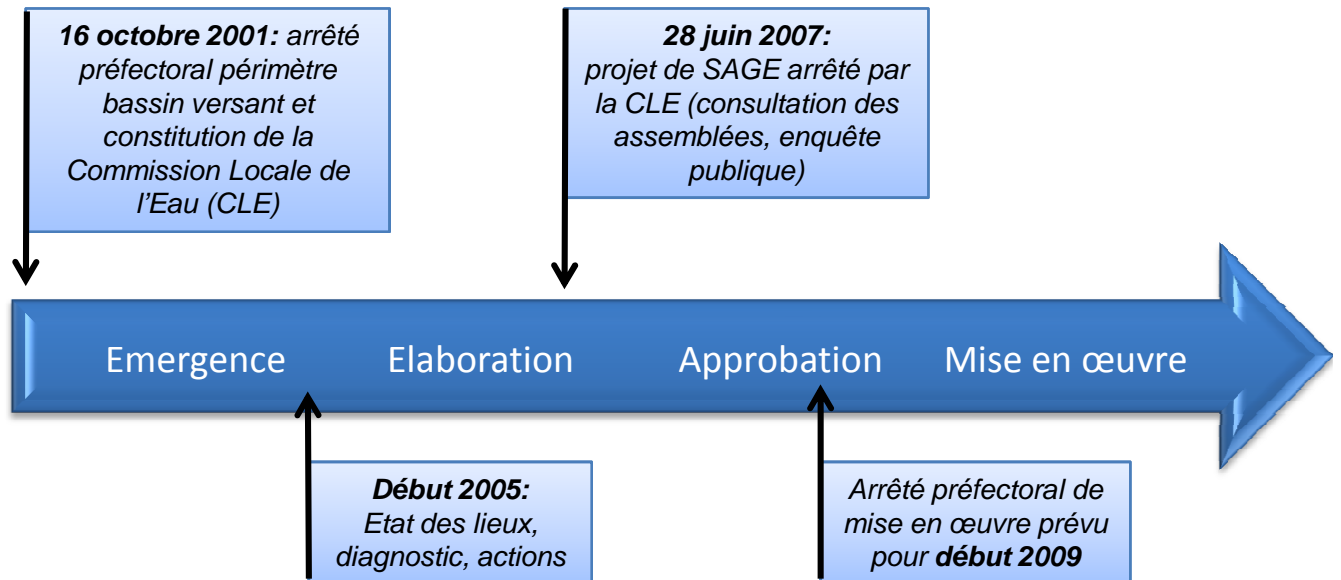 16 octobre 2001: arrêté
préfectoral périmètre
bassin versant et
constitution de la
Commission Locale de
l’Eau (CLE)
28 juin 2007:
projet de SAGE arrêté par
la CLE (consultation des
assemblées, enquête
publique)
Emergence Elaboration Approbation Mise en œuvre
Début 2005:
Etat des lieux,
diagnostic, actions
Arrêté préfectoral de
mise en œuvre prévu
pour début 2009